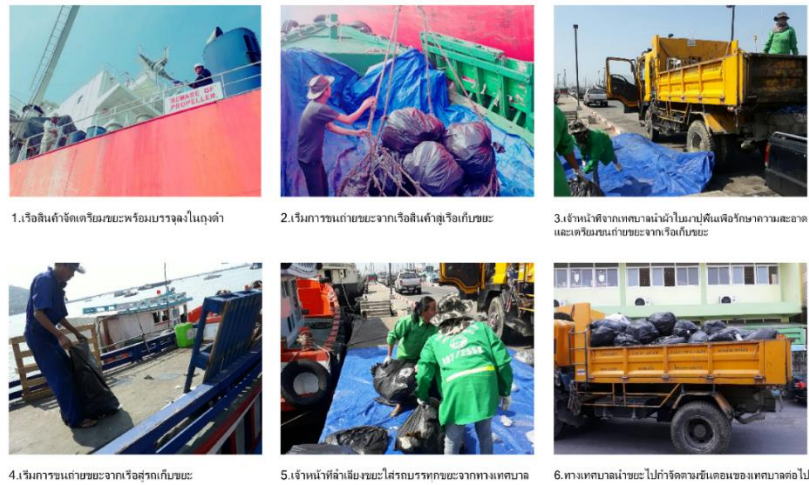 BEWARE OF
PROPELLER
1.เรือสินค้าจัดเตรียมขยะพร้อมบรรจุลงในถุงดำ
2.เริ่มการขนถ่ายขยะจากเรือสินค้าสู่เรือเก็บขยะ
3.เจ้าหน้าที่จากเทศบาลนำผ้าใบมาปูพื้นเพื่อรักษาความสะอาด
และเตรียมขนถ่ายขยะจากเรือเก็บขยะ
4.เริ่มการขนถ่ายขยะจากเรือสู่รถเก็บขยะ
5.เจ้าหน้าที่ลำเลียงขยะใส่รถบรรทุกขยะจากทางเทศบาล
6.ทางเทศบาลนำขยะไปกำจัดตามขั้นตอนของเทศบาลต่อไป